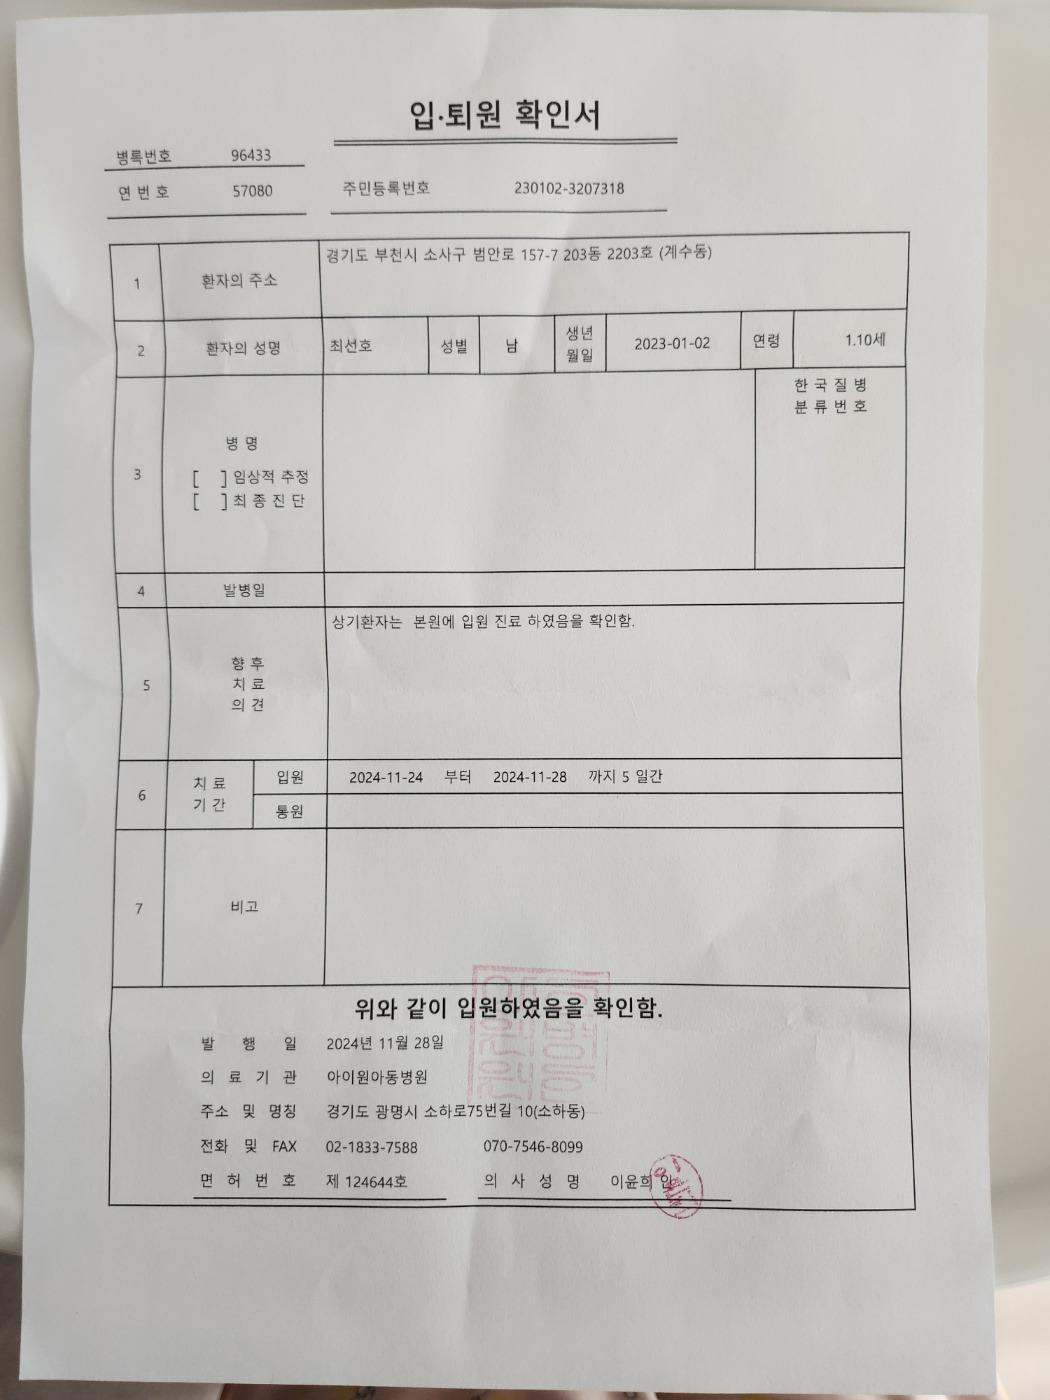 입·퇴원 확인서
병록번호 96433
연 번 호 57080 주민등록번호 230102-3207318
1 환자의 주소 경기도 부천시 소사구 범안로 157-7 203동 2203호 (계수동)
2 환자의 성명 최선호 성별 남 생년월일 2023-01-02 연령 1.10세
3 병 명
[ ] 임상적 추정
[ ] 최 종 진 단
한 국 질 병
분 류 번 호
4 발병일
5 향 후
치 료
의 견
상기환자는 본원에 입원 진료 하였음을 확인함.
6 치 료
기 간
입원 2024-11-24 부터 2024-11-28 까지 5 일간
통원
7 비고
위와 같이 입원하였음을 확인함.
발 행 일 2024년 11월 28일
의 료 기 관 아이원아동병원
주소 및 명칭 경기도 광명시 소하로75번길 10(소하동)
전화 및 FAX 02-1833-7588 070-7546-8099
면 허 번 호 제 124644호 의 사 성 명 이윤희 인